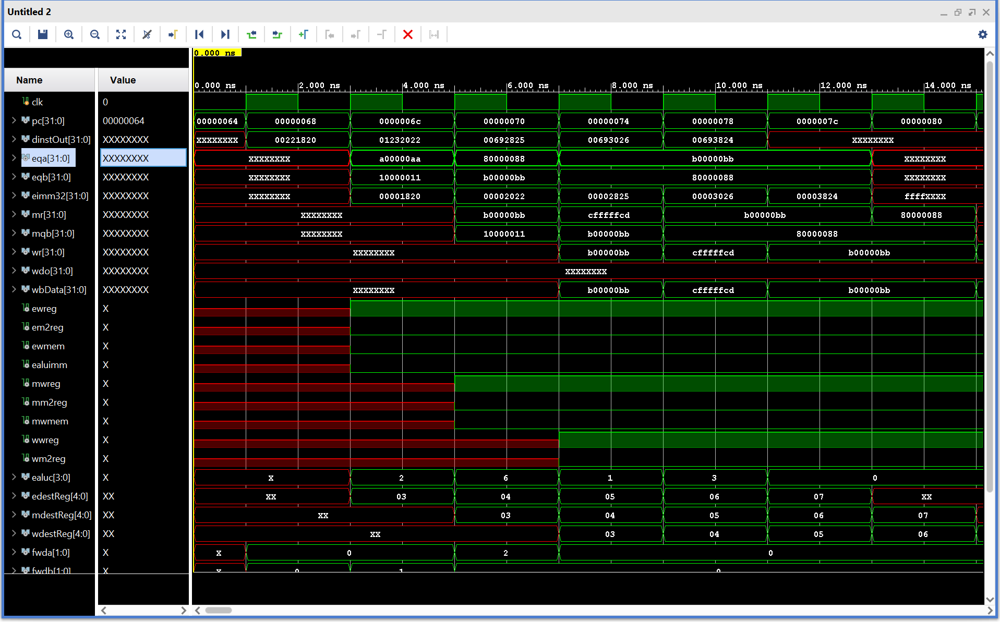 Untitled 2
0.000 ns
0.000 ns 2.000 ns 4.000 ns 6.000 ns 8.000 ns 10.000 ns 12.000 ns 14.000 ns
Name Value
clk 0
pc[31:0] 00000064 00000064 00000068 0000006c 00000070 00000074 00000078 0000007c 00000080
dinstOut[31:0] XXXXXXXX XXXXXXXX 00221820 01232022 00692825 00693026 00693824 XXXXXXXX
eqa[31:0] XXXXXXXX XXXXXXXX a00000aa 80000088 b00000bb XXXXXXXX
eqb[31:0] XXXXXXXX XXXXXXXX 10000011 b00000bb 80000088 XXXXXXXX
eimm32[31:0] XXXXXXXX XXXXXXXX 00001820 00002022 00002825 00003026 00003824 ffffXXXX
mr[31:0] XXXXXXXX XXXXXXXX b00000bb cfffffcd b00000bb 80000088
mqb[31:0] XXXXXXXX XXXXXXXX 10000011 b00000bb 80000088
wr[31:0] XXXXXXXX XXXXXXXX b00000bb cfffffcd b00000bb
wdo[31:0] XXXXXXXX XXXXXXXX
wbData[31:0] XXXXXXXX XXXXXXXX b00000bb cfffffcd b00000bb
ewreg X
em2reg X
ewmem X
ealuimm X
mwreg X
mm2reg X
mwmem X
wwreg X
wm2reg X
ealuc[3:0] X X 2 6 1 3 0
edestReg[4:0] XX XX 03 04 05 06 07 XX
mdestReg[4:0] XX XX 03 04 05 06 07
wdestReg[4:0] XX XX 03 04 05 06
fwda[1:0] X X 0 2 0
fwdb[1:0] X X 0 1 0